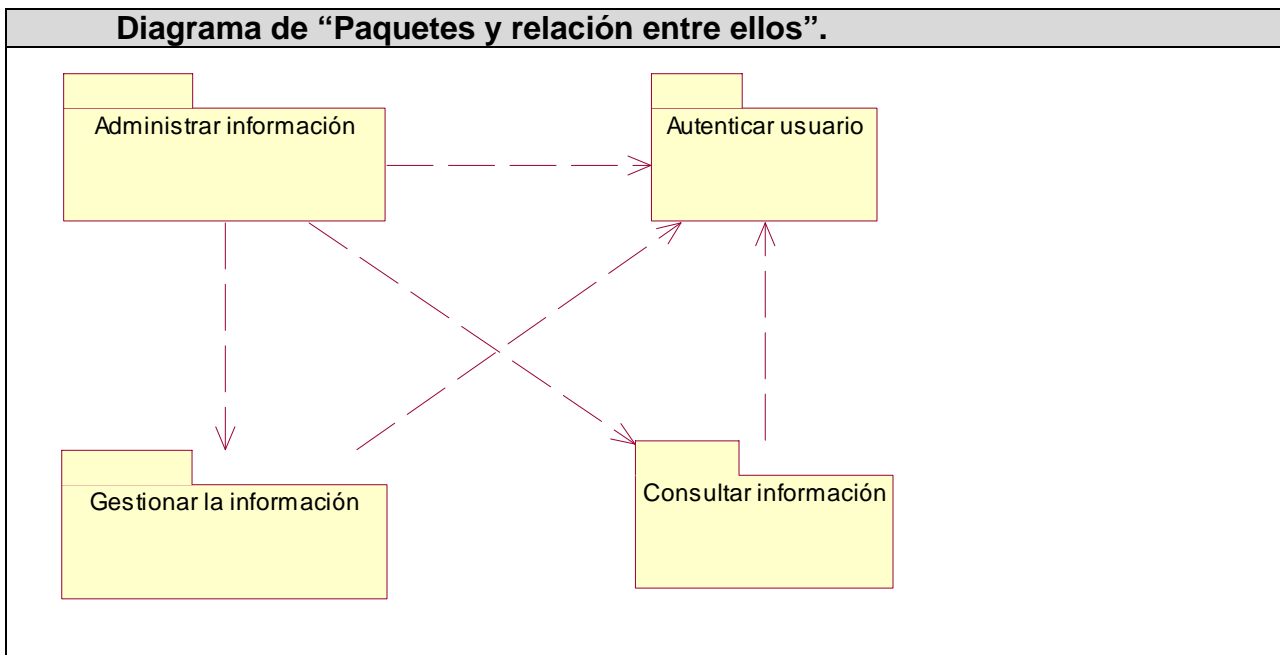 Diagrama de “Paquetes y relación entre ellos”.
Administrar información
Autenticar usuario
Gestionar la información
Consultar información